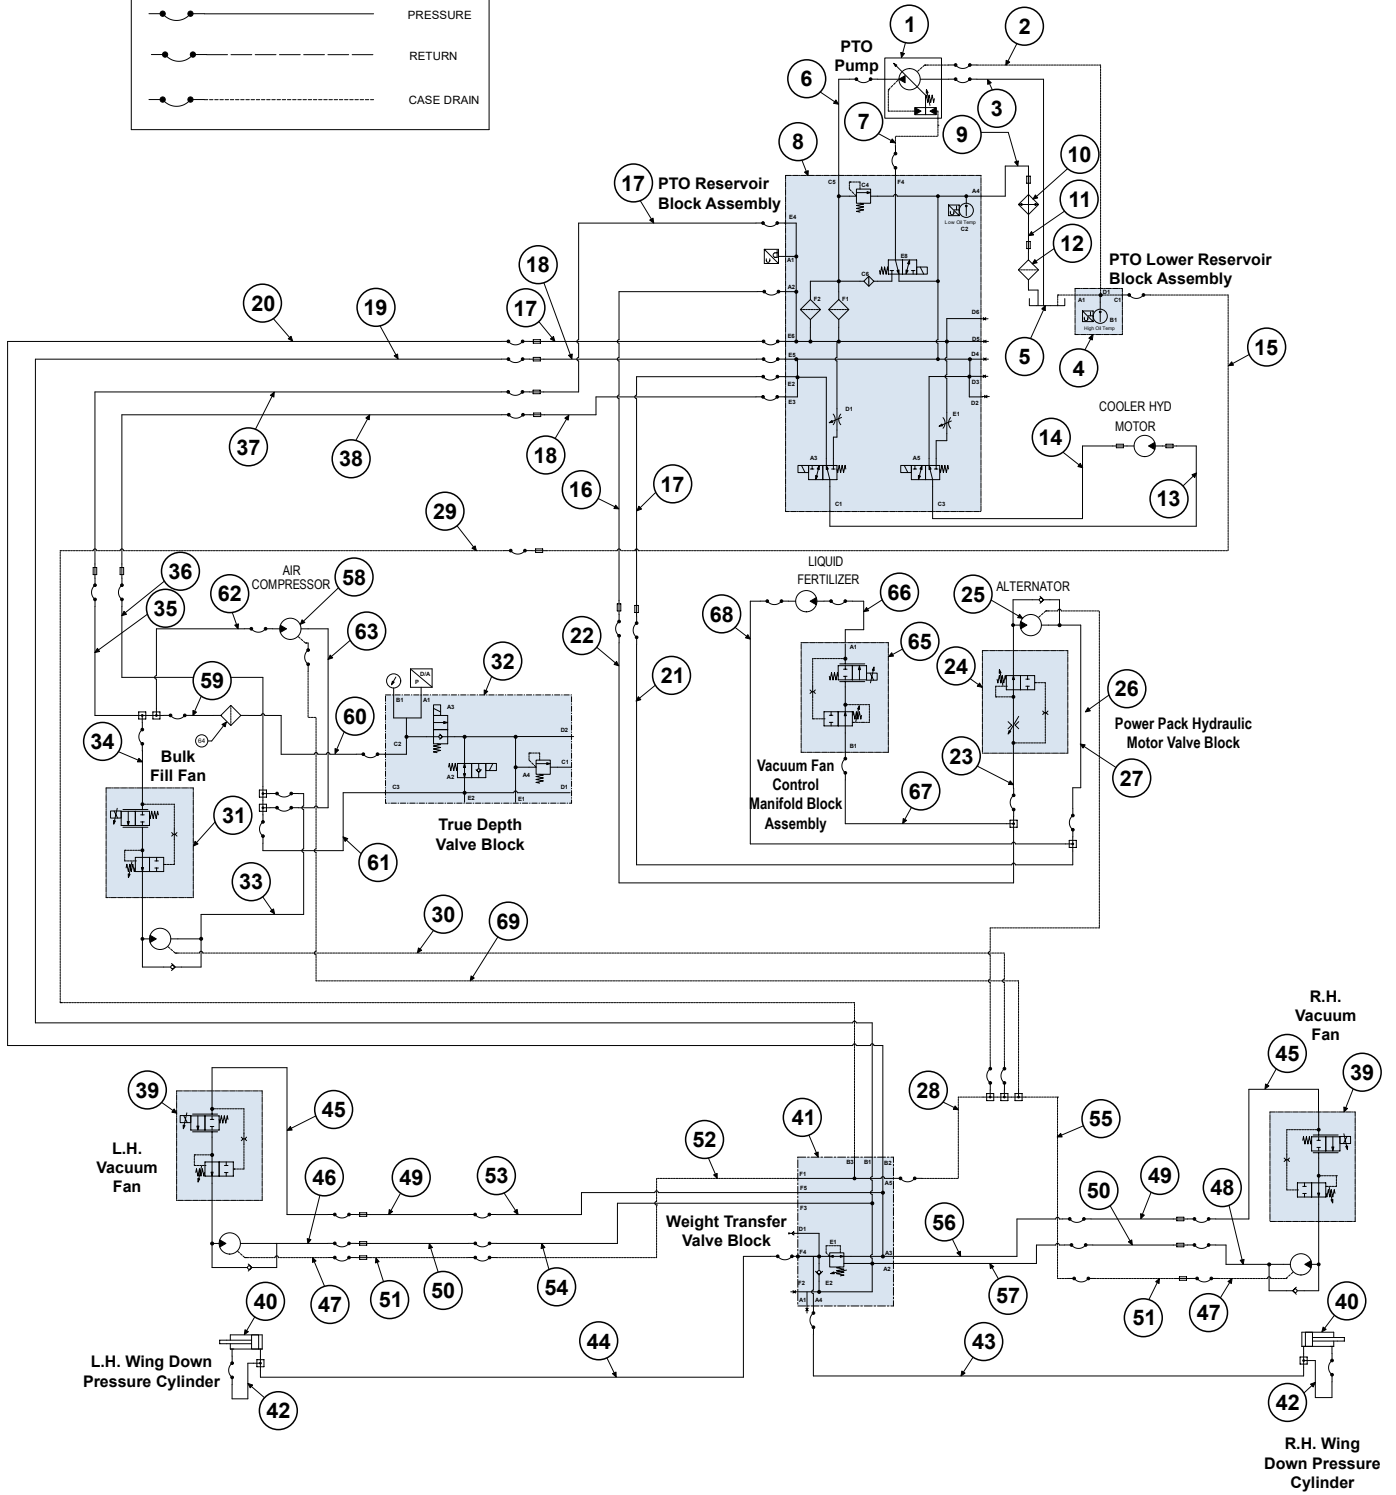 PRESSURE
RETURN
CASE DRAIN
PTO
Pump
1
2
6
3
7
9
8
10
17
PTO Reservoir
Block Assembly
11
12
C5
C4
F4
A4
Low Oil Temp
C2
E4
A1
E8
C6
A2
F2
F1
D6
E6
D5
E5
D4
E2
D3
E3
D2
D1
E1
A3
A5
C1
C3
PTO Lower Reservoir
Block Assembly
A1
D1
C1
B1
High Oil Temp
18
20
19
17
5
4
15
37
38
18
COOLER HYD
MOTOR
14
13
16
17
29
36
35
62
AIR
COMPRESSOR
58
63
LIQUID
FERTILIZER
66
68
65
A1
B1
ALTERNATOR
25
24
26
22
21
Power Pack Hydraulic
Motor Valve Block
27
23
59
32
B1
P
D/A
A1
A3
C2
D2
A2
A4
C1
C3
E2
E1
D1
60
64
34
Bulk
Fill Fan
31
True Depth
Valve Block
61
Vacuum Fan
Control
Manifold Block
Assembly
67
33
30
69
R.H.
Vacuum
Fan
45
39
39
45
L.H.
Vacuum
Fan
28
41
55
52
B3
B1
B2
F1
A5
F5
F3
D1
E1
F4
A3
A2
F2
E2
A1
A4
46
49
53
Weight Transfer
Valve Block
56
50
49
48
47
51
50
54
57
51
47
40
40
L.H. Wing Down
Pressure Cylinder
42
44
43
42
R.H. Wing
Down Pressure
Cylinder